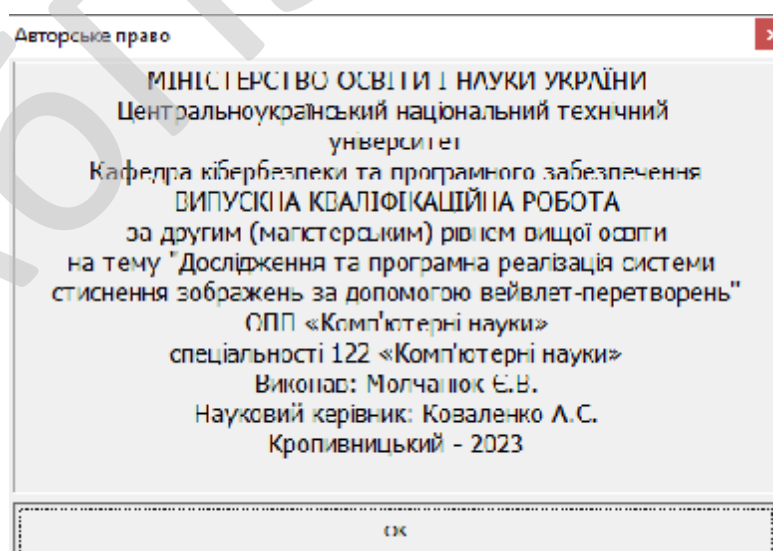 Авторське право
МІНІСТЕРСТВО ОСВІТИ І НАУКИ УКРАЇНИ
Центральноукраїнський національний технічний
університет
Кафедра кібербезпеки та програмного забезпечення
ВИПУСКНА КВАЛІФІКАЦІЙНА РОБОТА
за другим (магістерським) рівнем вищої освіти
на тему "Дослідження та програмна реалізація системи
стиснення зображень за допомогою вейвлет-перетворень"
ОПП «Комп'ютерні науки»
спеціальності 122 «Комп'ютерні науки»
Виконав: Молчанюк Є.В.
Науковий керівник: Коваленко А.С.
Кропивницький - 2023
ОК